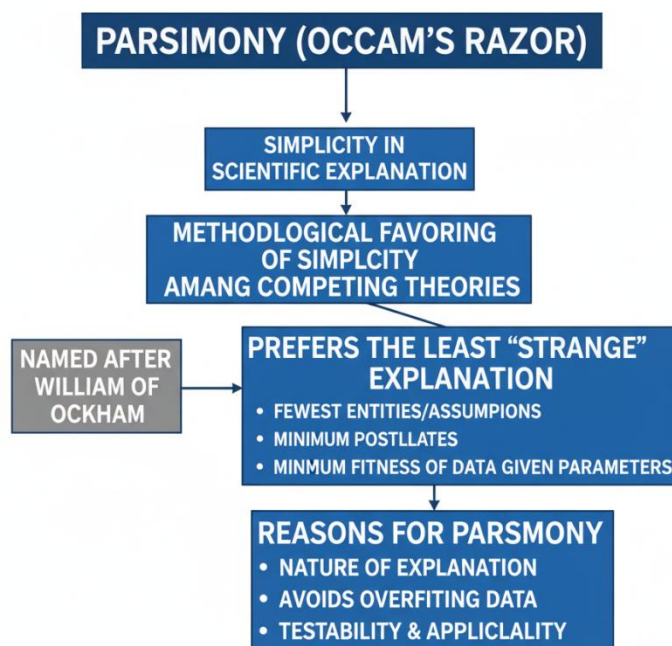 PARSIMONY (OCCAM'S RAZOR)
SIMPLICITY IN
SCIENTIFIC EXPLANATION
METHODLOGICAL FAVORING
OF SIMPLCITY
AMANG COMPETING THEORIES
NAMED AFTER
WILLIAM OF
OCKHAM
PREFERS THE LEAST “STRANGE”
EXPLANATION
• FEWEST ENTITIES/ASSUMPIONS
• MINIMUM POSTLLATES
• MINMUM FITNESS OF DATA GIVEN PARAMETERS
REASONS FOR PARSMONY
• NATURE OF EXPLANATION
• AVOIDS OVERFITING DATA
• TESTABILITY & APPLICLALITY